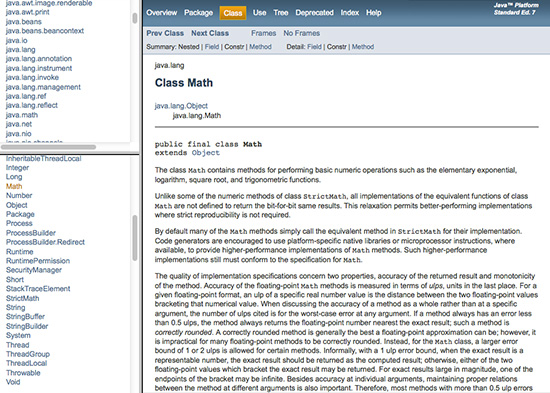 java.awt.image.renderable
java.awt.print
java.beans
java.beans.beancontext
java.io
java.lang
java.lang.annotation
java.lang.instrument
java.lang.invoke
java.lang.management
java.lang.ref
java.lang.reflect
java.math
java.net
java.nio
java.nio.channels
InheritableThreadLocal
Integer
Long
Math
Number
Object
Package
Process
ProcessBuilder
ProcessBuilder.Redirect
Runtime
RuntimePermission
SecurityManager
Short
StackTraceElement
StrictMath
String
StringBuffer
StringBuilder
System
Thread
ThreadGroup
ThreadLocal
Throwable
Void
Overview Package Class Use Tree Deprecated Index Help
Java™ Platform
Standard Ed. 7
Prev Class Next Class Frames No Frames
Summary: Nested | Field | Constr | Method Detail: Field | Constr | Method
java.lang
Class Math
java.lang.Object
java.lang.Math
public final class Math
extends Object
The class Math contains methods for performing basic numeric operations such as the elementary exponential,
logarithm, square root, and trigonometric functions.
Unlike some of the numeric methods of class StrictMath, all implementations of the equivalent functions of class
Math are not defined to return the bit-for-bit same results. This relaxation permits better-performing implementations
where strict reproducibility is not required.
By default many of the Math methods simply call the equivalent method in StrictMath for their implementation.
Code generators are encouraged to use platform-specific native libraries or microprocessor instructions, where
available, to provide higher-performance implementations of Math methods. Such higher-performance
implementations still must conform to the specification for Math.
The quality of implementation specifications concern two properties, accuracy of the returned result and monotonicity
of the method. Accuracy of the floating-point Math methods is measured in terms of ulps, units in the last place. For a
given floating-point format, an ulp of a specific real number value is the distance between the two floating-point values
bracketing that numerical value. When discussing the accuracy of a method as a whole rather than at a specific
argument, the number of ulps cited is for the worst-case error at any argument. If a method always has an error less
than 0.5 ulps, the method always returns the floating-point number nearest the exact result; such a method is
correctly rounded. A correctly rounded method is generally the best a floating-point approximation can be; however, it
is impractical for many floating-point methods to be correctly rounded. Instead, for the Math class, a larger error
bound of 1 or 2 ulps is allowed for certain methods. Informally, with a 1 ulp error bound, when the exact result is a
representable number, the exact result should be returned as the computed result; otherwise, either of the two
floating-point values which bracket the exact result may be returned. For exact results large in magnitude, one of the
endpoints of the bracket may be infinite. Besides accuracy at individual arguments, maintaining proper relations
between the method at different arguments is also important. Therefore, most methods with more than 0.5 ulp errors